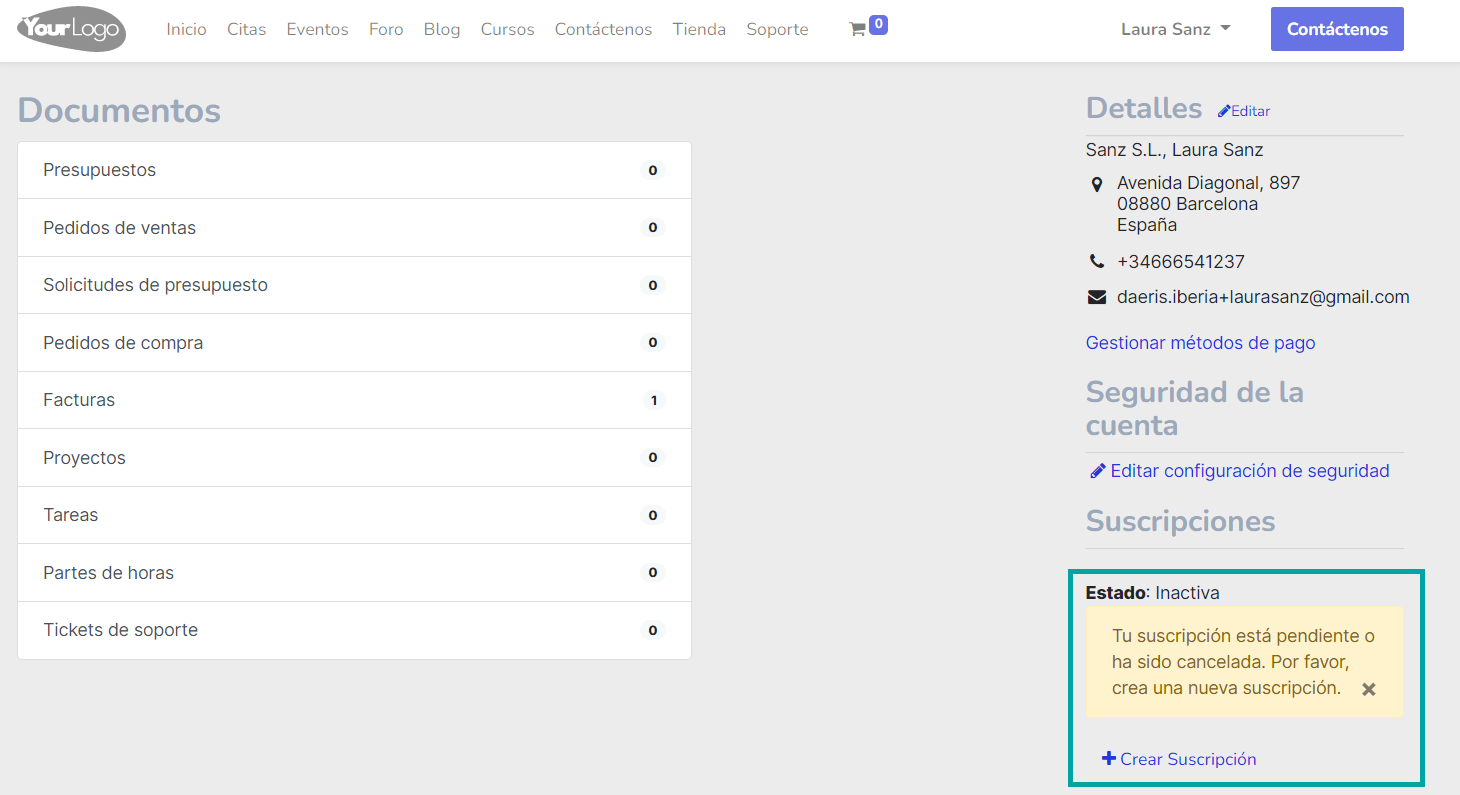 YourLogo
Inicio Citas Eventos Foro Blog Cursos Contáctenos Tienda Soporte 0 Laura Sanz Contáctenos
Documentos
Presupuestos 0
Pedidos de ventas 0
Solicitudes de presupuesto 0
Pedidos de compra 0
Facturas 1
Proyectos 0
Tareas 0
Partes de horas 0
Tickets de soporte 0
Detalles Editar
Sanz S.L., Laura Sanz
Avenida Diagonal, 897
08880 Barcelona
España
+34666541237
daeris.iberia+laurasanz@gmail.com
Gestionar métodos de pago
Seguridad de la
cuenta
Editar configuración de seguridad
Suscripciones
Estado: Inactiva
Tu suscripción está pendiente o
ha sido cancelada. Por favor,
crea una nueva suscripción.
Crear Suscripción